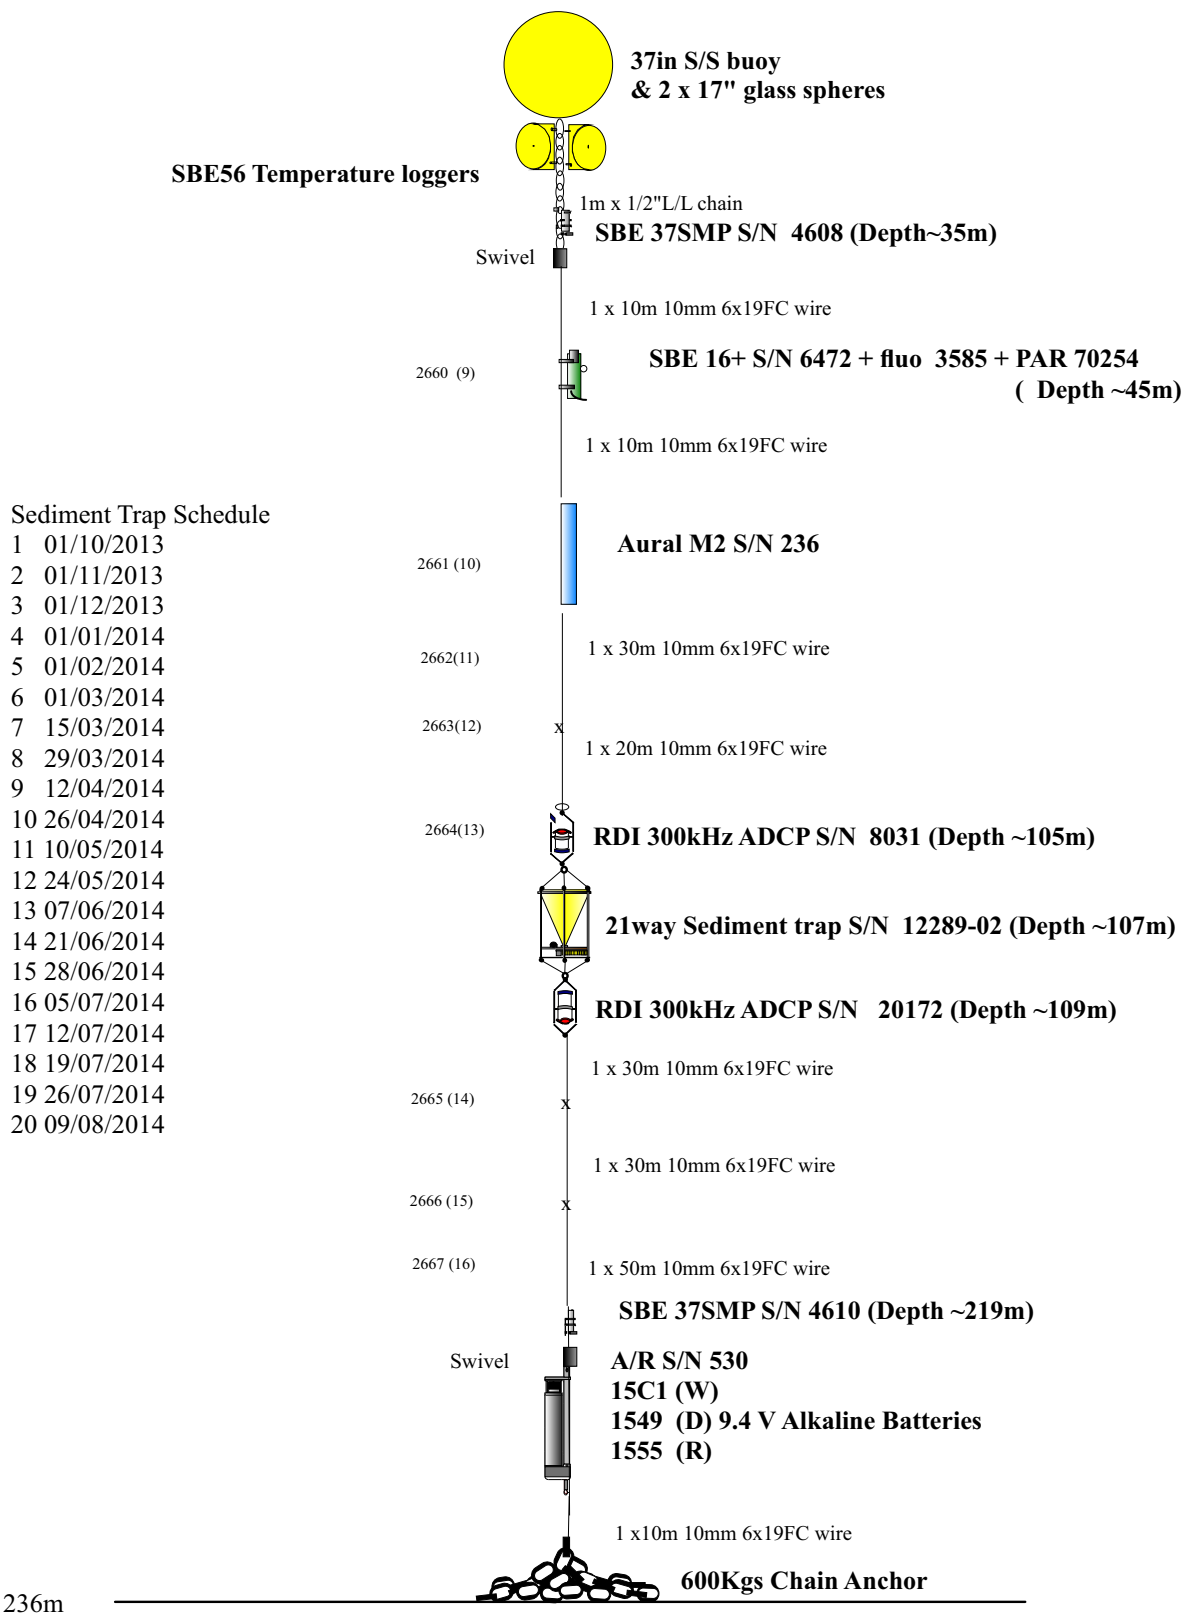 37in S/S buoy
& 2 x 17" glass spheres
SBE56 Temperature loggers
1m x 1/2"L/L chain
SBE 37SMP S/N 4608 (Depth~35m)
Swivel
1 x 10m 10mm 6x19FC wire
SBE 16+ S/N 6472 + fluo 3585 + PAR 70254
( Depth ~45m)
2660 (9)
1 x 10m 10mm 6x19FC wire
Sediment Trap Schedule
1 01/10/2013
2 01/11/2013
3 01/12/2013
4 01/01/2014
5 01/02/2014
6 01/03/2014
7 15/03/2014
8 29/03/2014
9 12/04/2014
10 26/04/2014
11 10/05/2014
12 24/05/2014
13 07/06/2014
14 21/06/2014
15 28/06/2014
16 05/07/2014
17 12/07/2014
18 19/07/2014
19 26/07/2014
20 09/08/2014
Aural M2 S/N 236
2661 (10)
1 x 30m 10mm 6x19FC wire
2662(11)
2663(12)
x
1 x 20m 10mm 6x19FC wire
2664(13)
RDI 300kHz ADCP S/N 8031 (Depth ~105m)
21way Sediment trap S/N 12289-02 (Depth ~107m)
RDI 300kHz ADCP S/N 20172 (Depth ~109m)
1 x 30m 10mm 6x19FC wire
2665 (14)
x
1 x 30m 10mm 6x19FC wire
2666 (15)
x
2667 (16)
1 x 50m 10mm 6x19FC wire
SBE 37SMP S/N 4610 (Depth ~219m)
Swivel
A/R S/N 530
15C1 (W)
1549 (D) 9.4 V Alkaline Batteries
1555 (R)
1 x10m 10mm 6x19FC wire
600Kgs Chain Anchor
236m